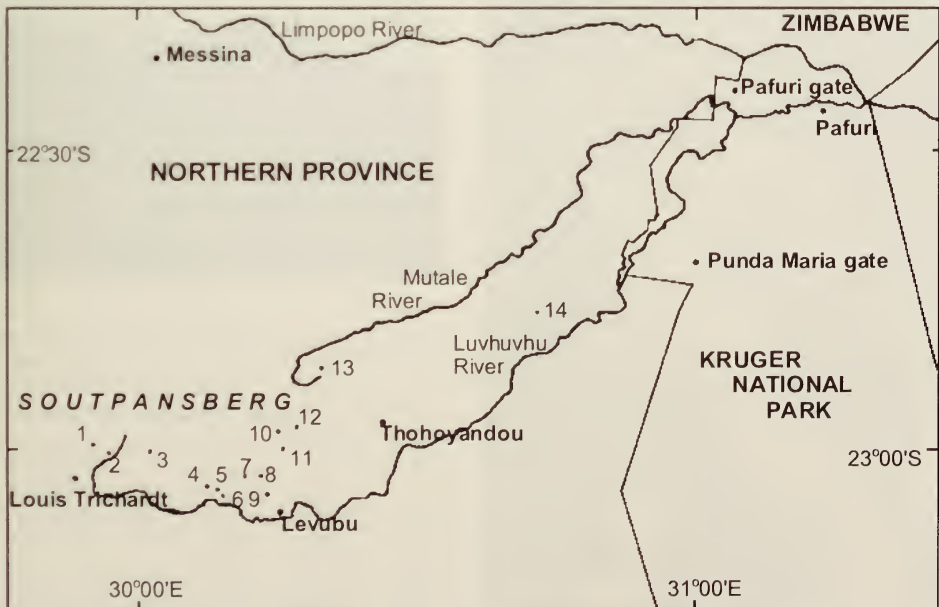 ZIMBABWE
Limpopo River
Messina
Pafuri gate
Pafuri
22°30'S
NORTHERN PROVINCE
Punda Maria gate
Mutale
River
14
Luvhuvhu
River
13
KRUGER
NATIONAL
PARK
SOUTPANSBERG
12
1
10
Thohoyandou
2
3
11
23°00'S
4
5
7
8
Louis Trichardt
6
9
Levubu
30°00'E
31°00'E